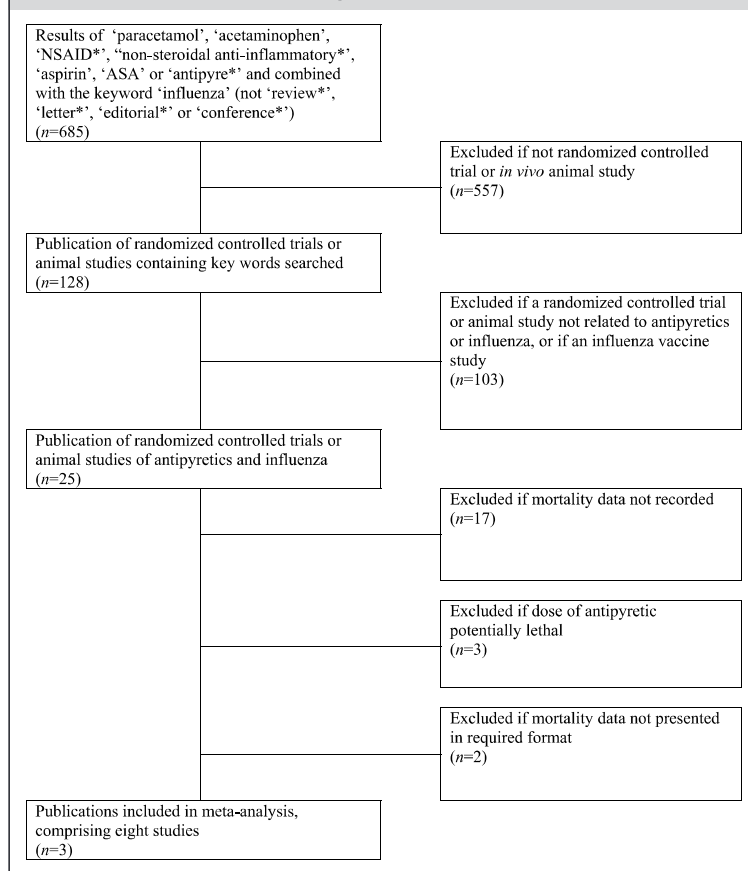 Results of ‘paracetamol’, ‘acetaminophen’,
‘NSAID*’, “non-steroidal anti-inflammatory*’,
‘aspirin’, ‘ASA’ or ‘antipyre*’ and combined
with the keyword ‘influenza’ (not ‘review*’,
‘letter*’, ‘editorial*’ or ‘conference*’)
(n=685)
Excluded if not randomized controlled
trial or in vivo animal study
(n=557)
Publication of randomized controlled trials or
animal studies containing key words searched
(n=128)
Excluded if a randomized controlled trial
or animal study not related to antipyretics
or influenza, or if an influenza vaccine
study
(n=103)
Publication of randomized controlled trials or
animal studies of antipyretics and influenza
(n=25)
Excluded if mortality data not recorded
(n=17)
Excluded if dose of antipyretic
potentially lethal
(n=3)
Excluded if mortality data not presented
in required format
(n=2)
Publications included in meta-analysis,
comprising eight studies
(n=3)